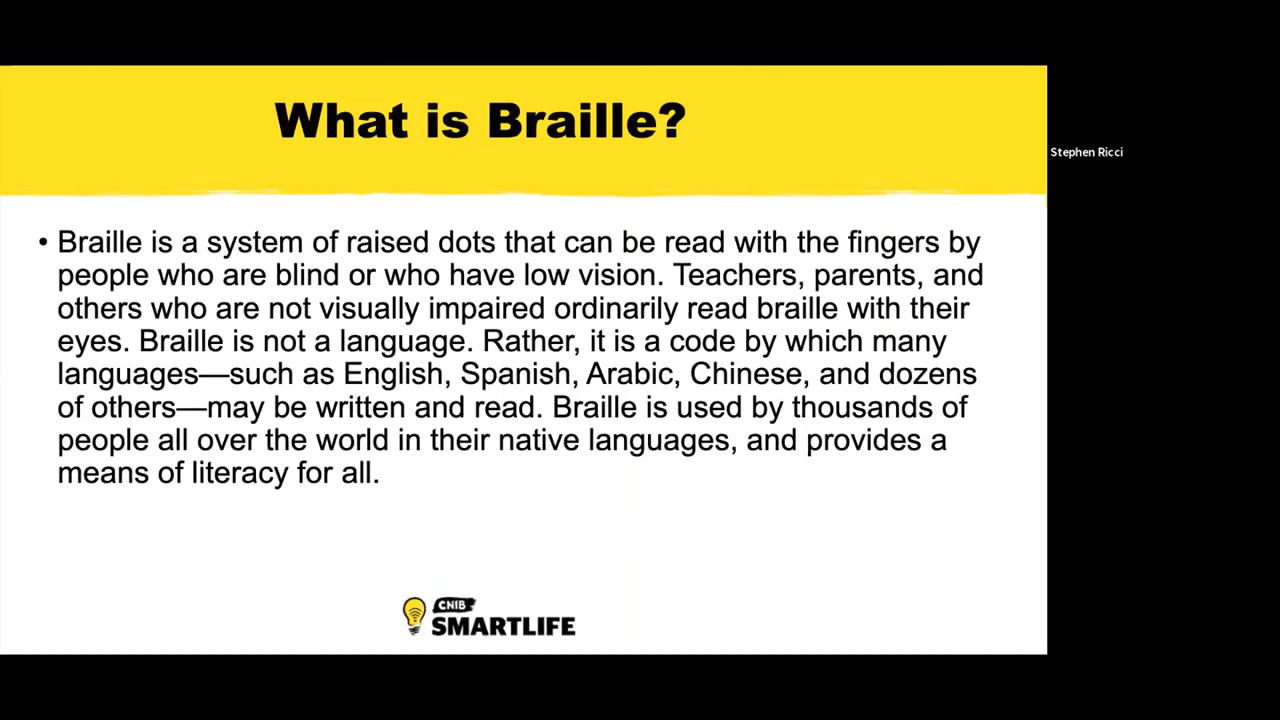 What is Braille?
Stephen Ricci
• Braille is a system of raised dots that can be read with the fingers by
people who are blind or who have low vision. Teachers, parents, and
others who are not visually impaired ordinarily read braille with their
eyes. Braille is not a language. Rather, it is a code by which many
languages—such as English, Spanish, Arabic, Chinese, and dozens
of others—may be written and read. Braille is used by thousands of
people all over the world in their native languages, and provides a
means of literacy for all.
CNIB
SMARTLIFE